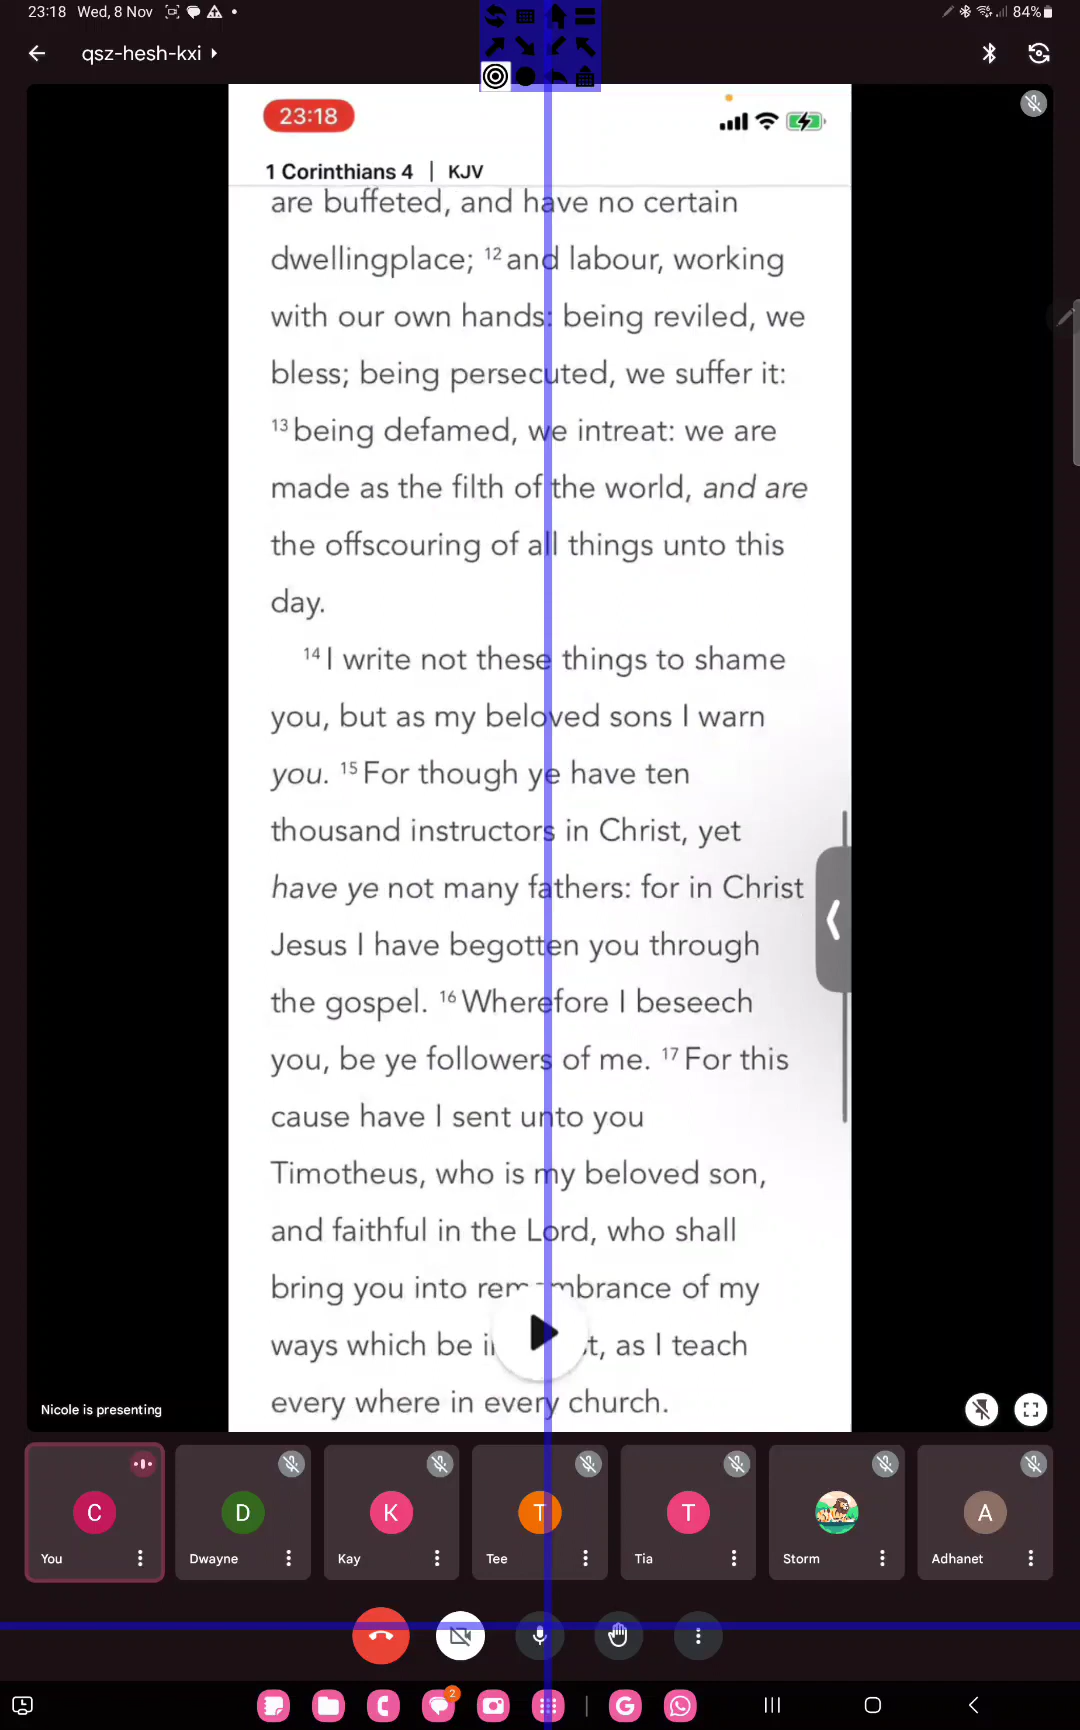 23:18 Wed, 8 Nov 84%
qsz-hesh-kxi
23:18
1 Corinthians 4 | KJV
are buffeted, and have no certain
dwellingplace; 12 and labour, working
with our own hands: being reviled, we
bless; being persecuted, we suffer it:
13 being defamed, we intreat: we are
made as the filth of the world, and are
the offscouring of all things unto this
day.
14 I write not these things to shame
you, but as my beloved sons I warn
you. 15 For though ye have ten
thousand instructors in Christ, yet
have ye not many fathers: for in Christ
Jesus I have begotten you through
the gospel. 16 Wherefore I beseech
you, be ye followers of me. 17 For this
cause have I sent unto you
Timotheus, who is my beloved son,
and faithful in the Lord, who shall
bring you into remembrance of my
ways which be in t, as I teach
every where in every church.
Nicole is presenting
C D K T T A
You Dwayne Kay Tee Tia Storm Adhanet
2
G